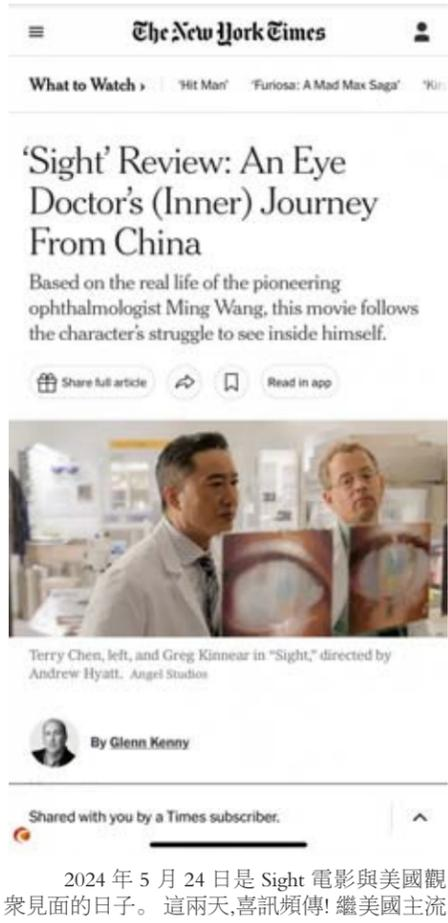 The New York Times
What to Watch › 'Hit Man' 'Furiosa: A Mad Max Saga'
'Sight' Review: An Eye
Doctor's (Inner) Journey
From China
Based on the real life of the pioneering
ophthalmologist Ming Wang, this movie follows
the character's struggle to see inside himself.
Share full article Read in app
Terry Chen, left, and Greg Kinnear in "Sight," directed by
Andrew Hyatt. Angel Studios
By Glenn Kenny
Shared with you by a Times subscriber.
2024 年 5 月 24 日是 Sight 電影與美國觀
衆見面的日子。 這兩天,喜訊頻傳! 繼美國主流